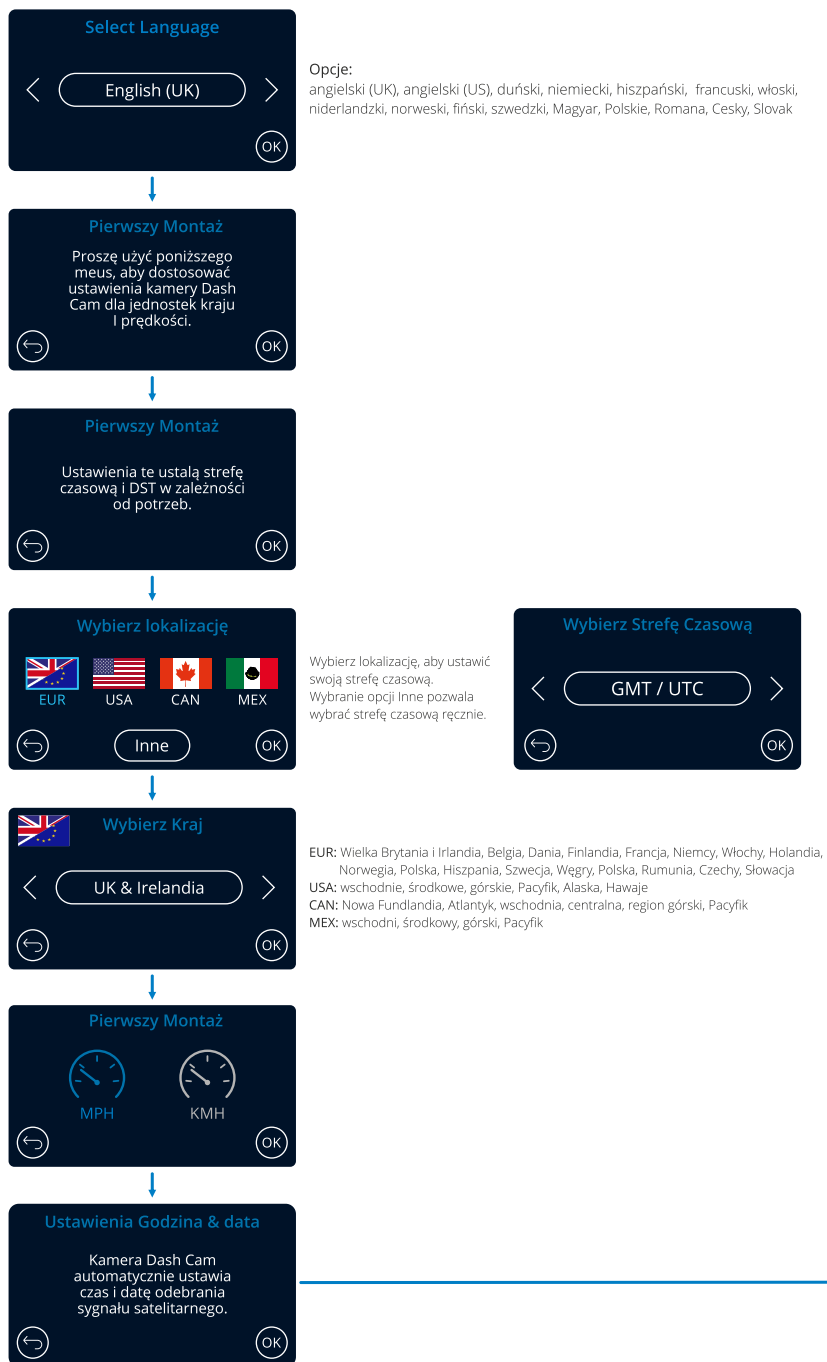 Select Language
English (UK)
OK
Opcje:
angielski (UK), angielski (US), duński, niemiecki, hiszpański, francuski, włoski,
niderlandzki, norweski, fiński, szwedzki, Magyar, Polskie, Romana, Cesky, Slovak
Pierwszy Montaż
Proszę użyć poniższego
meus, aby dostosować
ustawienia kamery Dash
Cam dla jednostek kraju
I prędkości.
OK
Pierwszy Montaż
Ustawienia te ustalą strefę
czasową i DST w zależności
od potrzeb.
OK
Wybierz lokalizację
EUR USA CAN MEX
Inne
OK
Wybierz lokalizację, aby ustawić
swoją strefę czasową.
Wybranie opcji Inne pozwala
wybrać strefę czasową ręcznie.
Wybierz Strefę Czasową
GMT / UTC
OK
Wybierz Kraj
UK & Irelandia
OK
EUR: Wielka Brytania i Irlandia, Belgia, Dania, Finlandia, Francja, Niemcy, Włochy, Holandia,
Norwegia, Polska, Hiszpania, Szwecja, Węgry, Polska, Rumunia, Czechy, Słowacja
USA: wschodnie, środkowe, górskie, Pacyfik, Alaska, Hawaje
CAN: Nowa Fundlandia, Atlantyk, wschodnia, centralna, region górski, Pacyfik
MEX: wschodni, środkowy, górski, Pacyfik
Pierwszy Montaż
MPH KMH
OK
Ustawienia Godzina & data
Kamera Dash Cam
automatycznie ustawia
czas i datę odebrania
sygnału satelitarnego.
OK